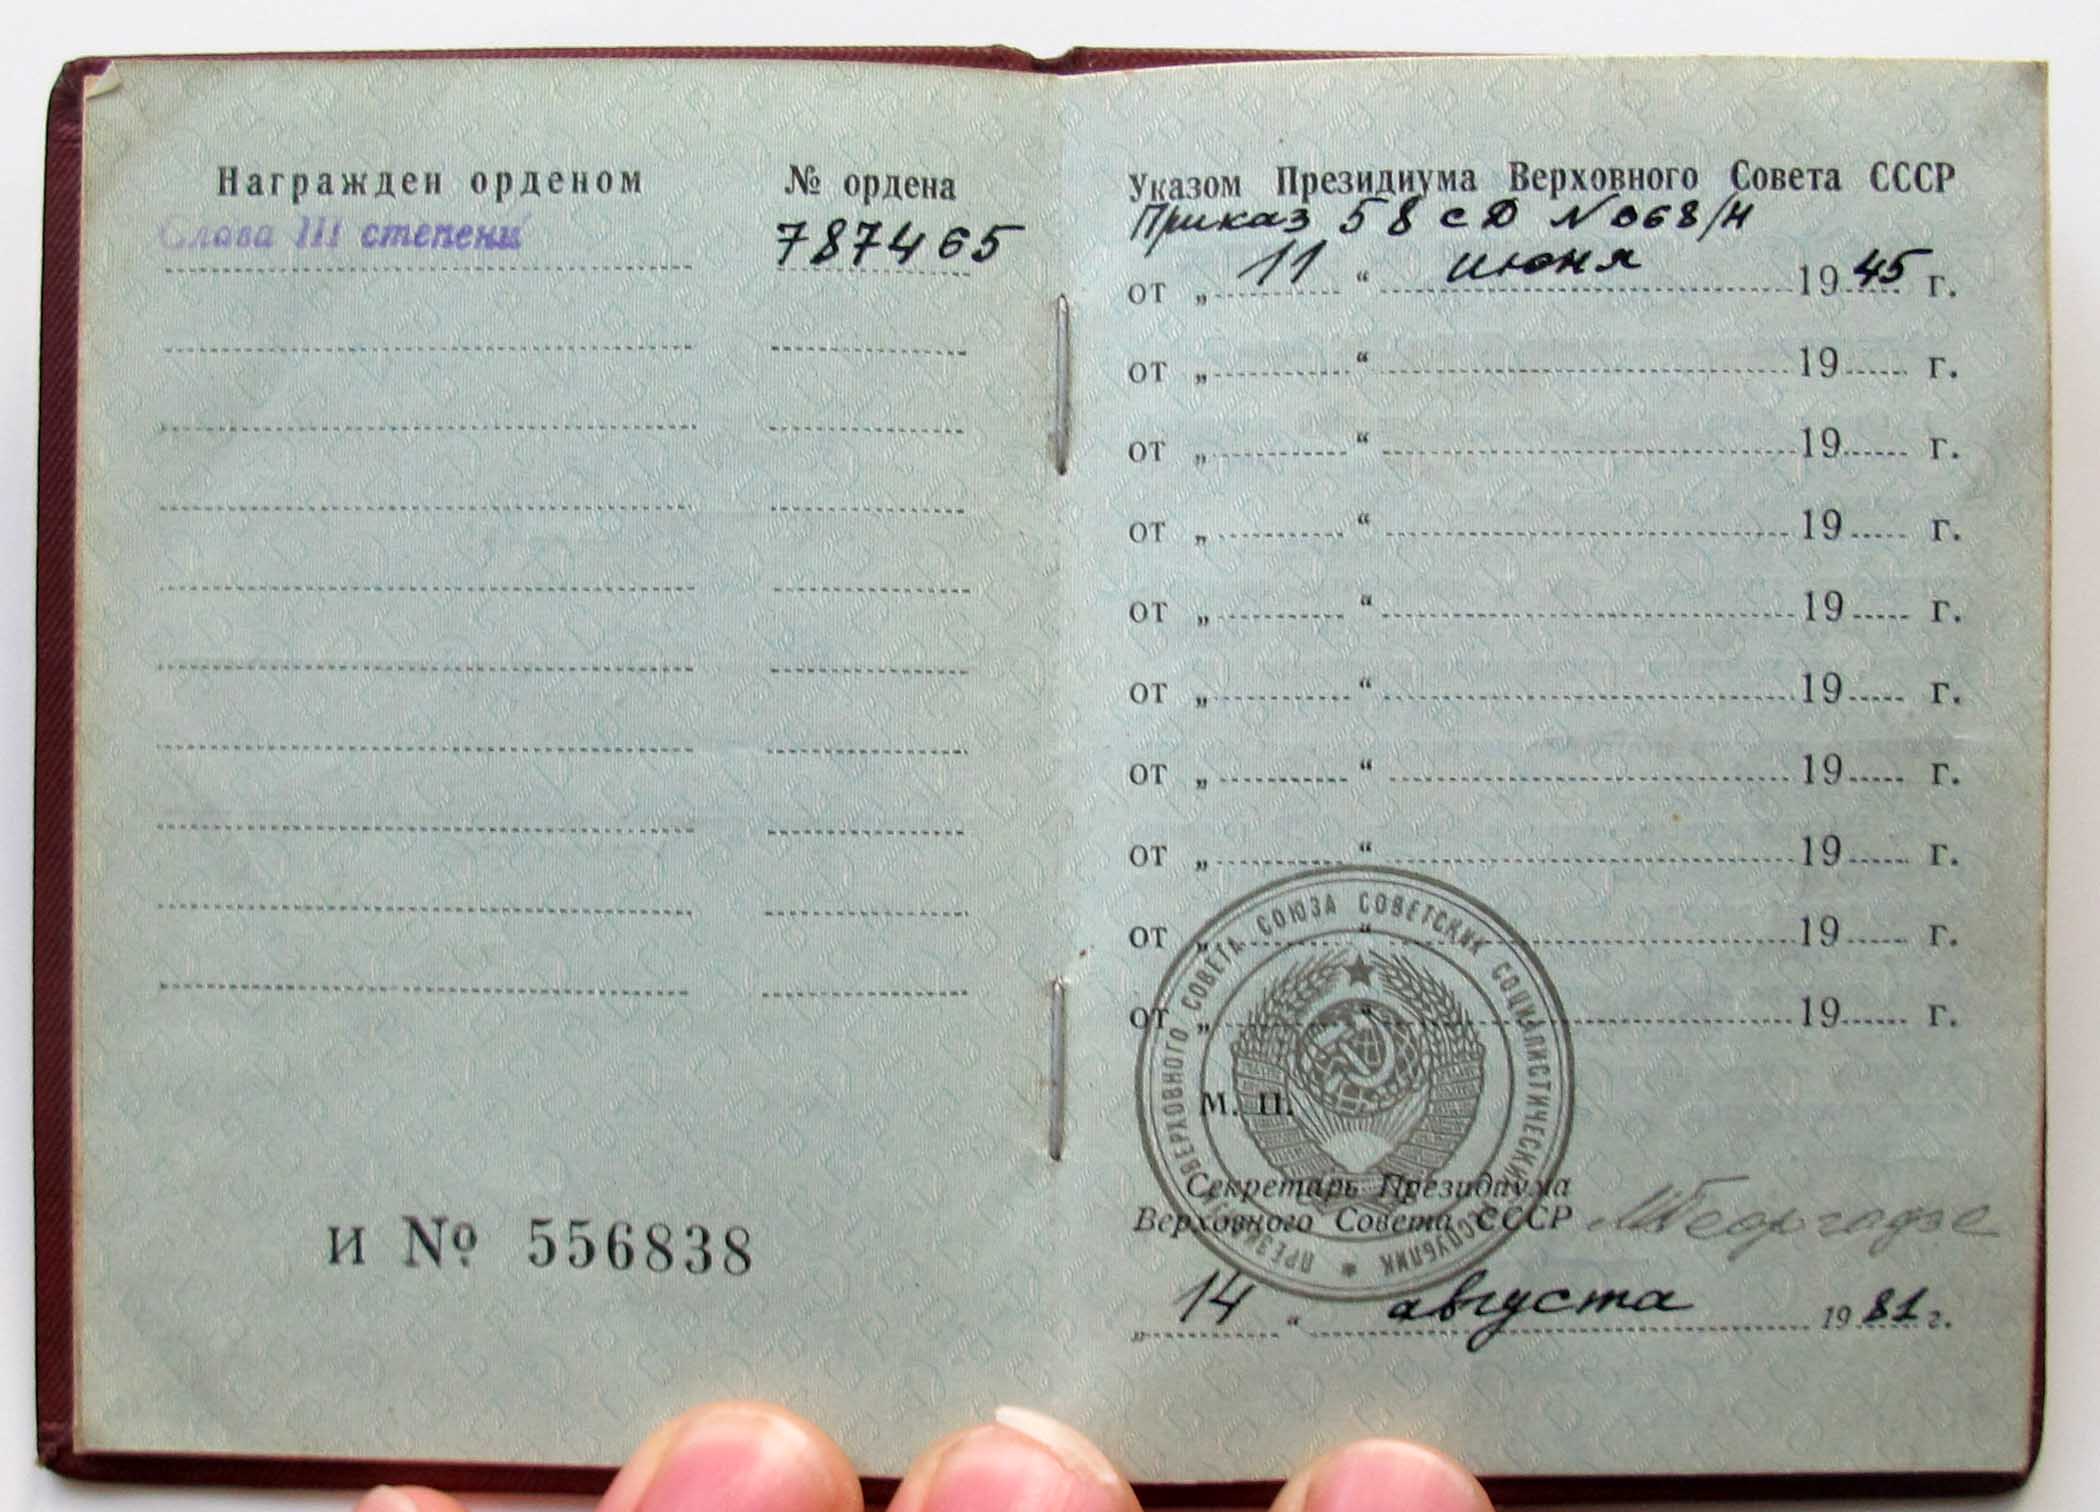 Награжден орденом
№ ордена
Слава III степени
787465
и № 556838
Указом Президиума Верховного Совета СССР
Приказ 58 сд № 068/н
от „ 11 “ июня 1945 г.
от „ “ 19 г.
от „ “ 19 г.
от „ “ 19 г.
от „ “ 19 г.
от „ “ 19 г.
от „ “ 19 г.
от „ “ 19 г.
от „ “ 19 г.
от „ “ 19 г.
ПРЕЗИДИУМ ВЕРХОВНОГО СОВЕТА СОЮЗА СОВЕТСКИХ СОЦИАЛИСТИЧЕСКИХ РЕСПУБЛИК *
М. П.
Секретарь Президиума
Верховного Совета СССР
МГеоргадзе
„ 14 “ августа 1981 г.